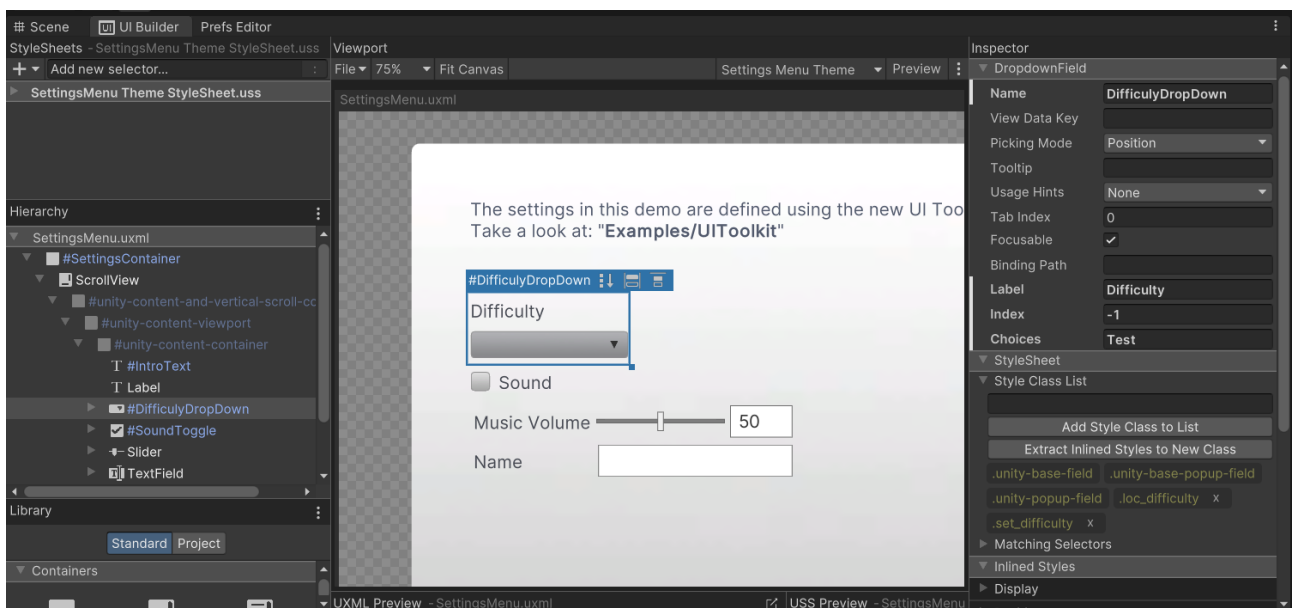 Scene UI Builder Prefs Editor
StyleSheets - SettingsMenu Theme StyleSheet.uss
Add new selector...
SettingsMenu Theme StyleSheet.uss
Hierarchy
SettingsMenu.uxml
#SettingsContainer
ScrollView
#unity-content-and-vertical-scroll-cc
#unity-content-viewport
#unity-content-container
#IntroText
Label
#DifficulyDropDown
#SoundToggle
Slider
TextField
Library
Standard Project
Containers
Viewport
File 75% Fit Canvas Settings Menu Theme Preview
SettingsMenu.uxml
The settings in this demo are defined using the new UI Too
Take a look at: "Examples/UIToolkit"
#DifficulyDropDown
Difficulty
Sound
Music Volume 50
Name
UXML Preview - SettingsMenu.uxml USS Preview - SettingsMenu
Inspector
DropdownField
Name DifficulyDropDown
View Data Key
Picking Mode Position
Tooltip
Usage Hints None
Tab Index 0
Focusable
Binding Path
Label Difficulty
Index -1
Choices Test
StyleSheet
Style Class List
Add Style Class to List
Extract Inlined Styles to New Class
.unity-base-field .unity-base-popup-field
.unity-popup-field .loc_difficulty x
.set_difficulty x
Matching Selectors
Inlined Styles
Display